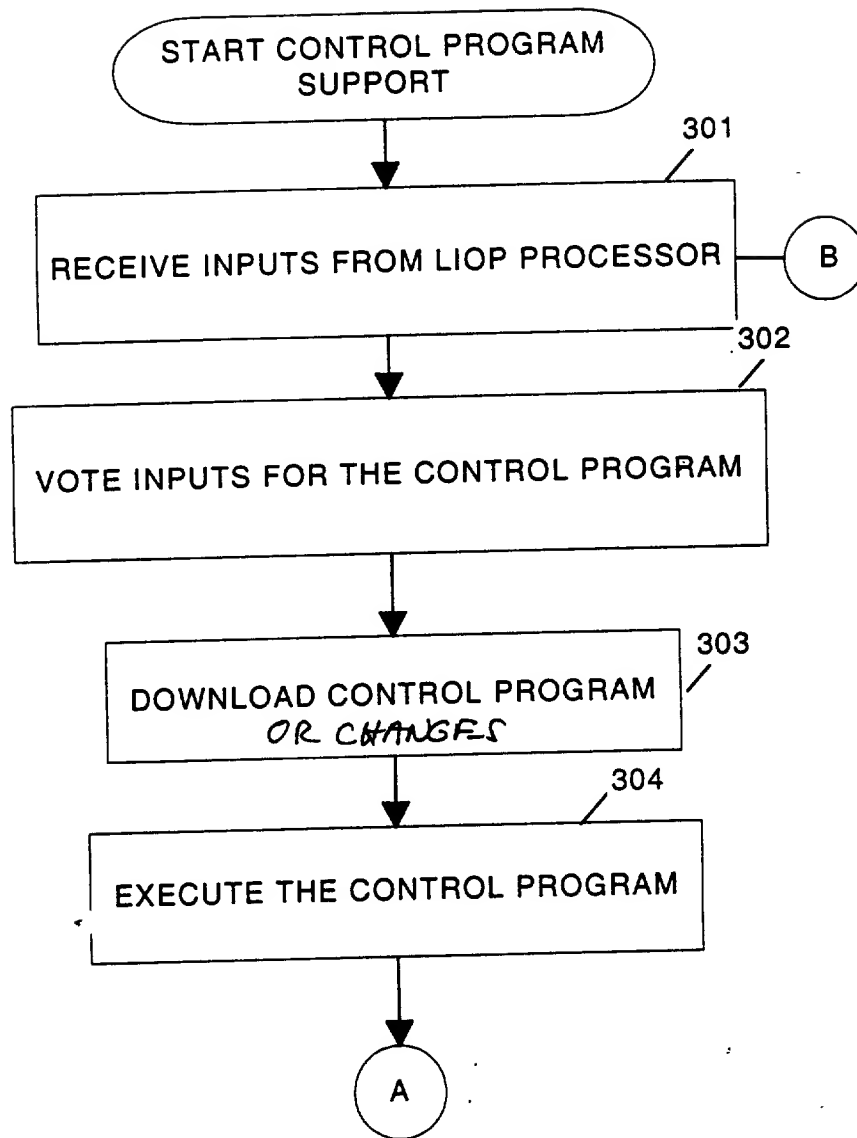 START CONTROL PROGRAM
SUPPORT
301
RECEIVE INPUTS FROM LIOP PROCESSOR
B
302
VOTE INPUTS FOR THE CONTROL PROGRAM
303
DOWNLOAD CONTROL PROGRAM
OR CHANGES
304
EXECUTE THE CONTROL PROGRAM
A